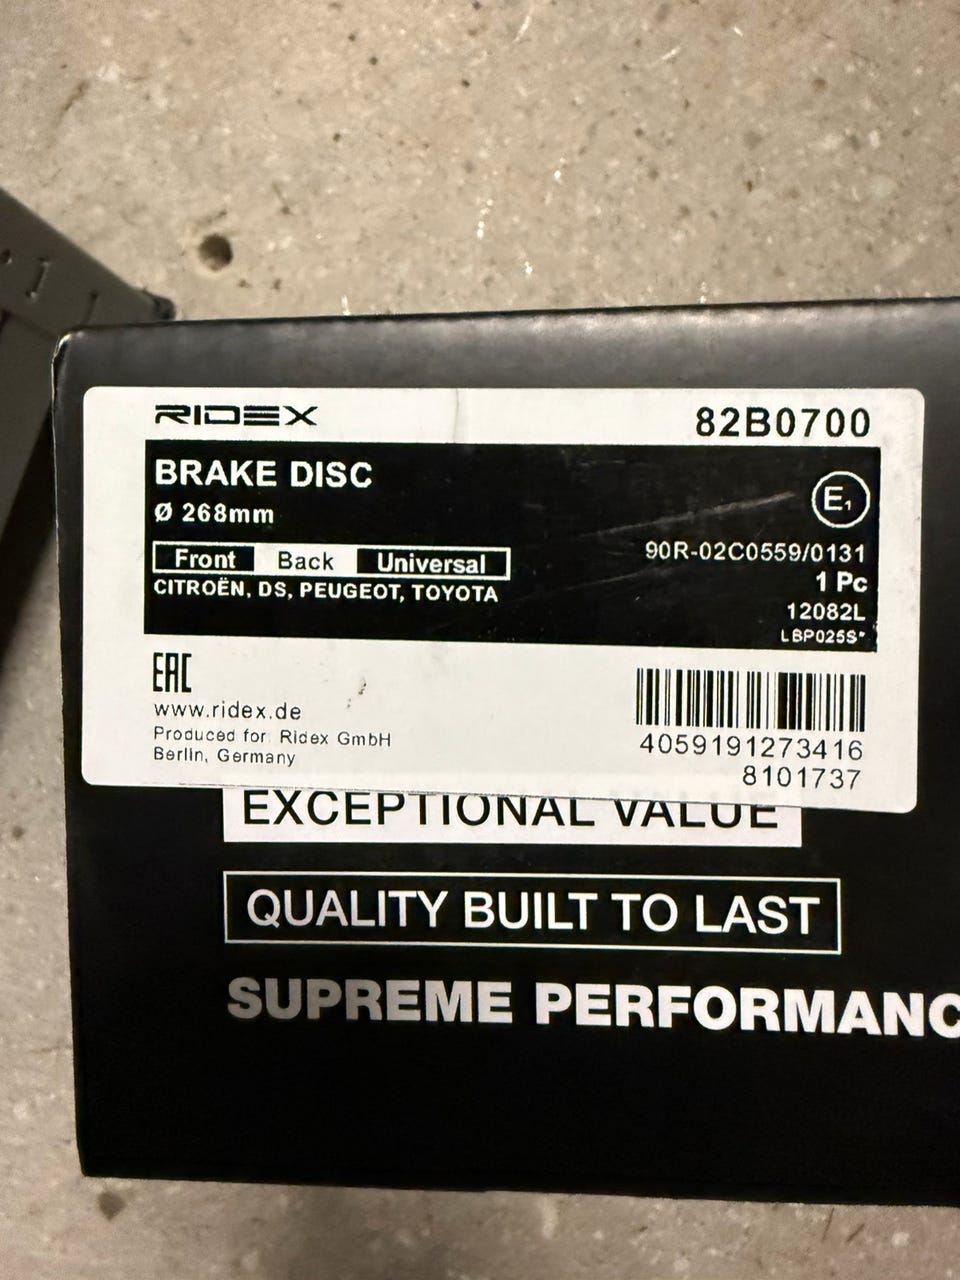 RIDEX
82B0700
BRAKE DISC
Ø 268mm
Front Back Universal
CITROËN, DS, PEUGEOT, TOYOTA
E1
90R-02C0559/0131
1 Pc
12082L
LBP025S*
EAC
www.ridex.de
Produced for: Ridex GmbH
Berlin, Germany
4059191273416
8101737
EXCEPTIONAL VALUE
QUALITY BUILT TO LAST
SUPREME PERFORMANC